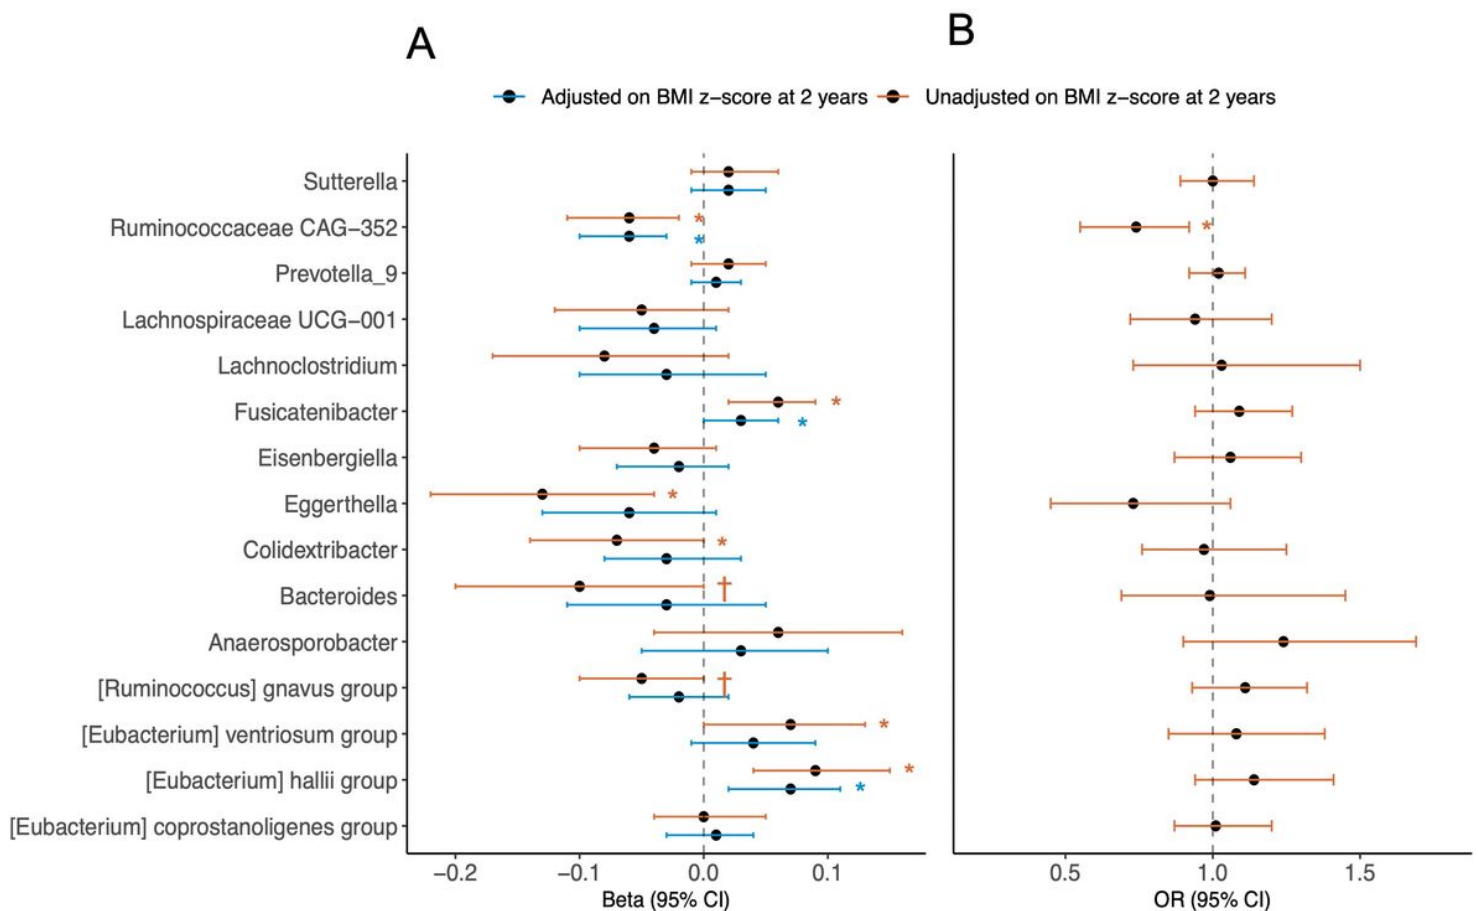 A B
Adjusted on BMI z−score at 2 years Unadjusted on BMI z−score at 2 years
Sutterella
Ruminococcaceae CAG−352 * * *
Prevotella_9
Lachnospiraceae UCG−001
Lachnoclostridium
Fusicatenibacter * *
Eisenbergiella
Eggerthella *
Colidextribacter *
Bacteroides †
Anaerosporobacter
[Ruminococcus] gnavus group †
[Eubacterium] ventriosum group *
[Eubacterium] hallii group * *
[Eubacterium] coprostanoligenes group
−0.2 −0.1 0.0 0.1 0.5 1.0 1.5
Beta (95% CI) OR (95% CI)